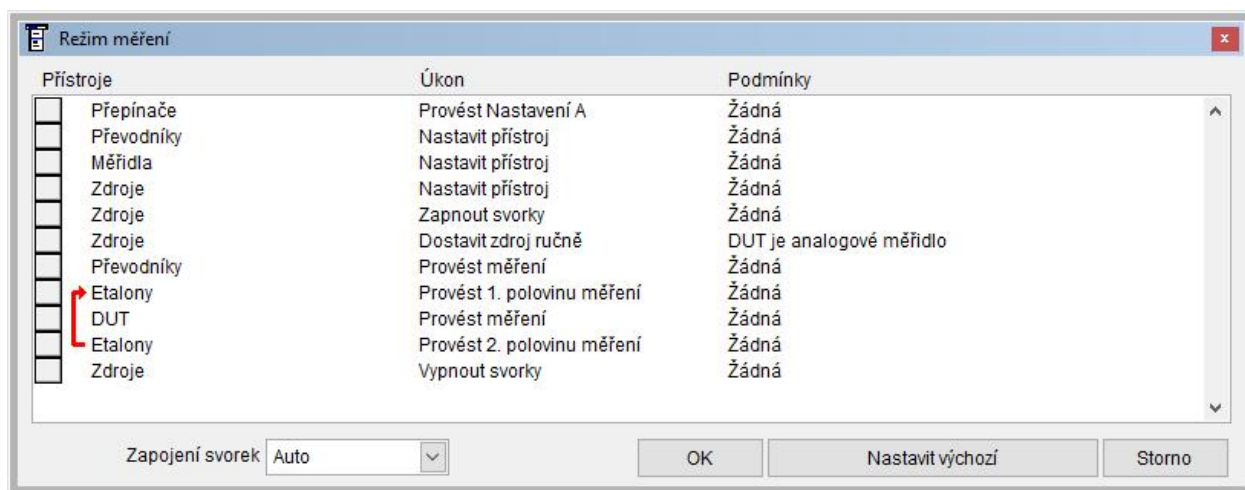 Režim měření
Přístroje Úkon Podmínky
Přepínače Provést Nastavení A Žádná
Převodníky Nastavit přístroj Žádná
Měřidla Nastavit přístroj Žádná
Zdroje Nastavit přístroj Žádná
Zdroje Zapnout svorky Žádná
Zdroje Dostavit zdroj ručně DUT je analogové měřidlo
Převodníky Provést měření Žádná
Etalony Provést 1. polovinu měření Žádná
DUT Provést měření Žádná
Etalony Provést 2. polovinu měření Žádná
Zdroje Vypnout svorky Žádná
Zapojení svorek Auto OK Nastavit výchozí Storno